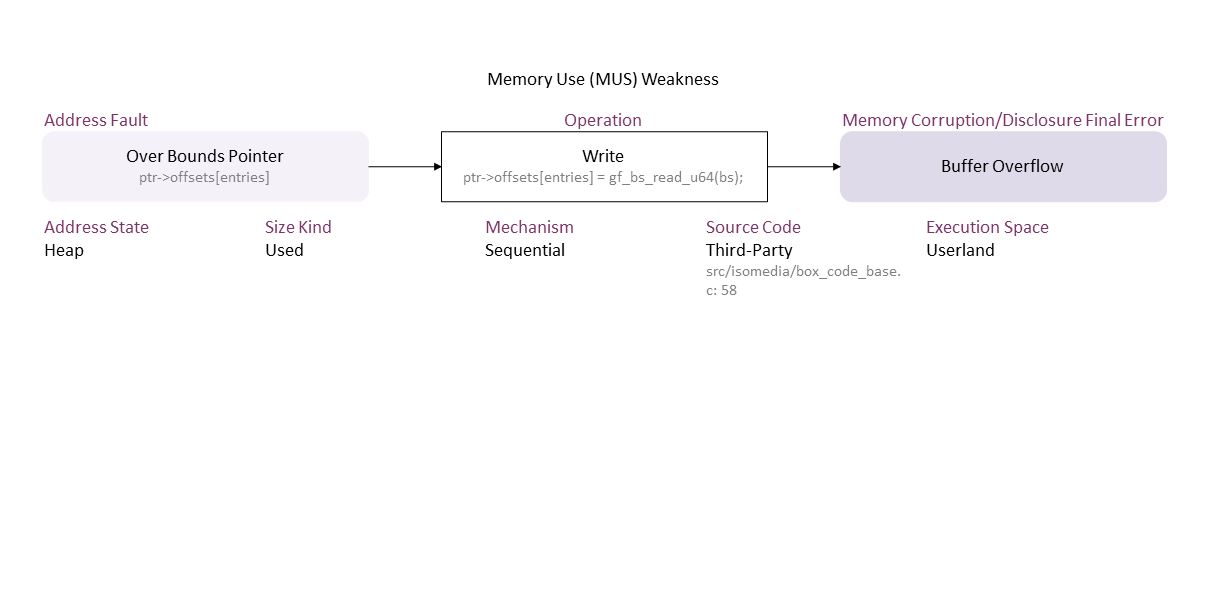 Memory Use (MUS) Weakness
Address Fault
Operation
Memory Corruption/Disclosure Final Error
Over Bounds Pointer
ptr->offsets[entries]
Write
ptr->offsets[entries] = gf_bs_read_u64(bs);
Buffer Overflow
Address State
Heap
Size Kind
Used
Mechanism
Sequential
Source Code
Third-Party
src/isomedia/box_code_base.
c: 58
Execution Space
Userland